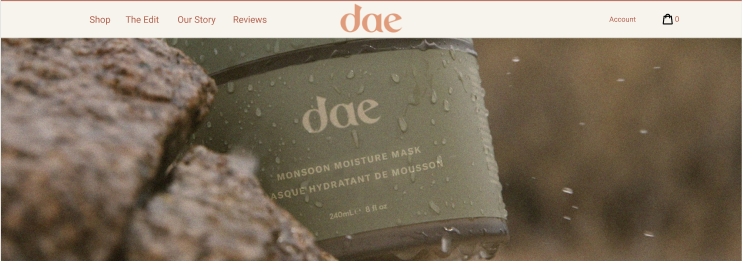 Shop The Edit Our Story Reviews dae Account 0
dae
MONSOON MOISTURE MASK
ASQUE HYDRATANT DE MOUSSON
240mL · 8 fl oz